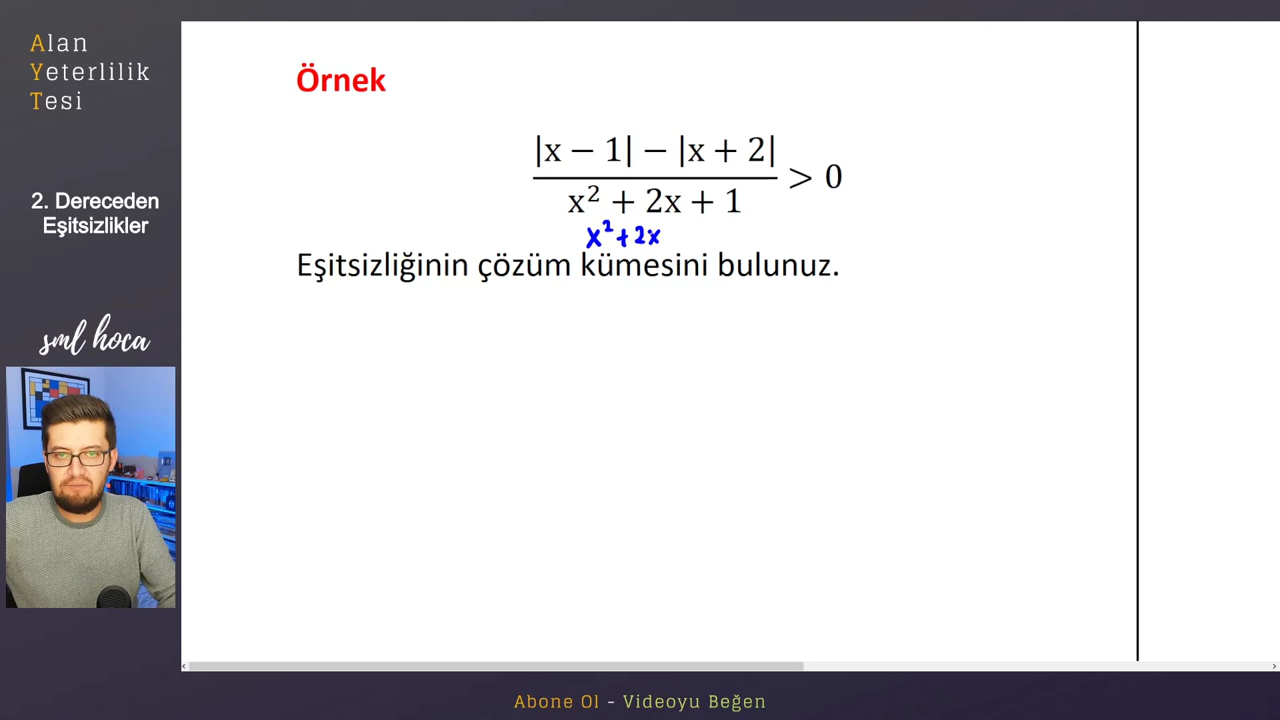 Alan
Yeterlilik
Tesi
2. Dereceden
Eşitsizlikler
sml hoca
Örnek
|x − 1| − |x + 2|
x² + 2x + 1
> 0
x² + 2x
Eşitsizliğinin çözüm kümesini bulunuz.
Abone Ol - Videoyu Beğen